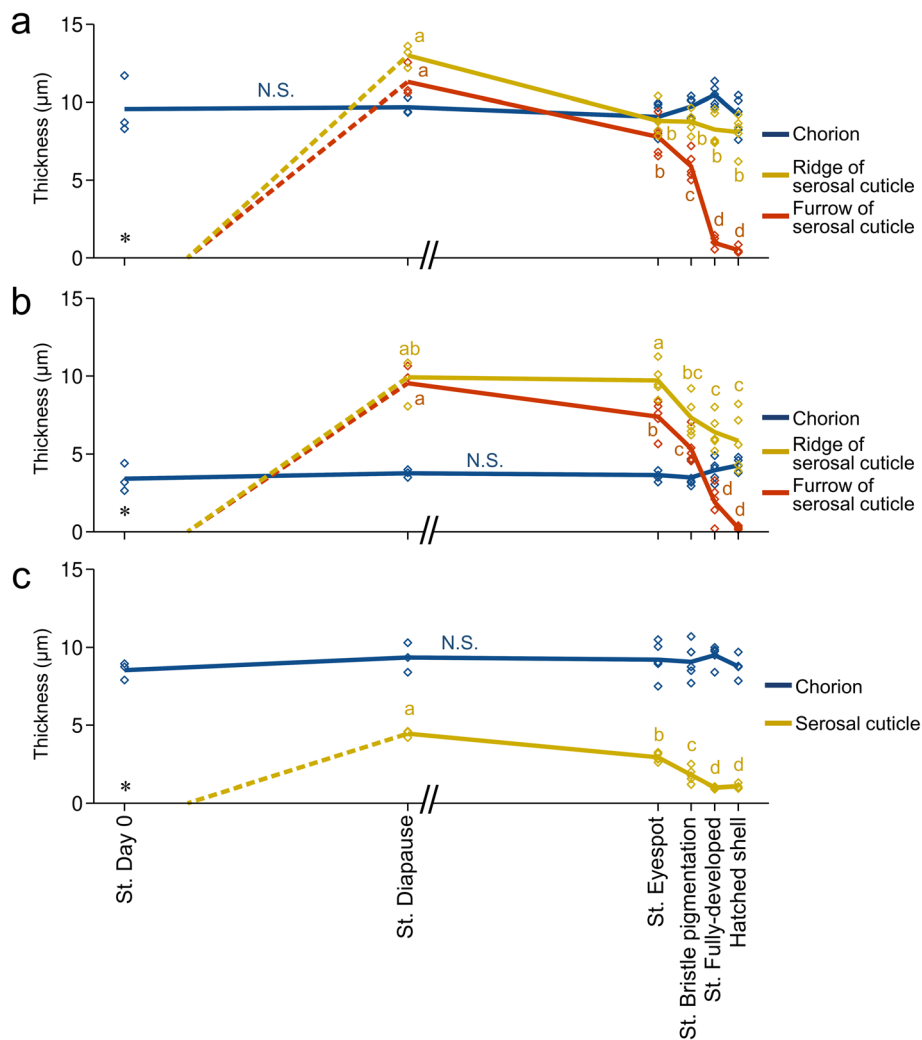 a
Thickness (µm)
15
10
5
0
N.S.
a
a
b
b
b
c
b
d
b
d
*
Chorion
Ridge of
serosal cuticle
Furrow of
serosal cuticle
b
Thickness (µm)
15
10
5
0
ab
a
N.S.
a
b
bc
c
c
d
c
d
*
Chorion
Ridge of
serosal cuticle
Furrow of
serosal cuticle
c
Thickness (µm)
15
10
5
0
N.S.
a
b
c
d
d
*
Chorion
Serosal cuticle
St. Day 0
St. Diapause
St. Eyespot
St. Bristle pigmentation
St. Fully-developed
Hatched shell